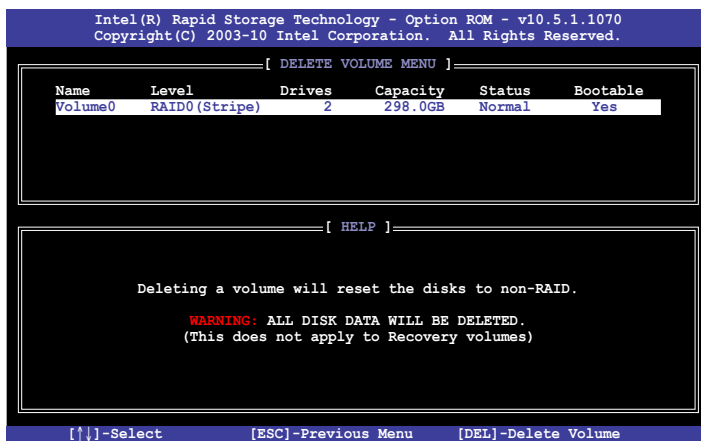 Intel(R) Rapid Storage Technology - Option ROM - v10.5.1.1070
Copyright(C) 2003-10 Intel Corporation. All Rights Reserved.
[ DELETE VOLUME MENU ]
Name Level Drives Capacity Status Bootable
Volume0 RAID0(Stripe) 2 298.0GB Normal Yes
[ HELP ]
Deleting a volume will reset the disks to non-RAID.
WARNING: ALL DISK DATA WILL BE DELETED.
(This does not apply to Recovery volumes)
[↑↓]-Select [ESC]-Previous Menu [DEL]-Delete Volume